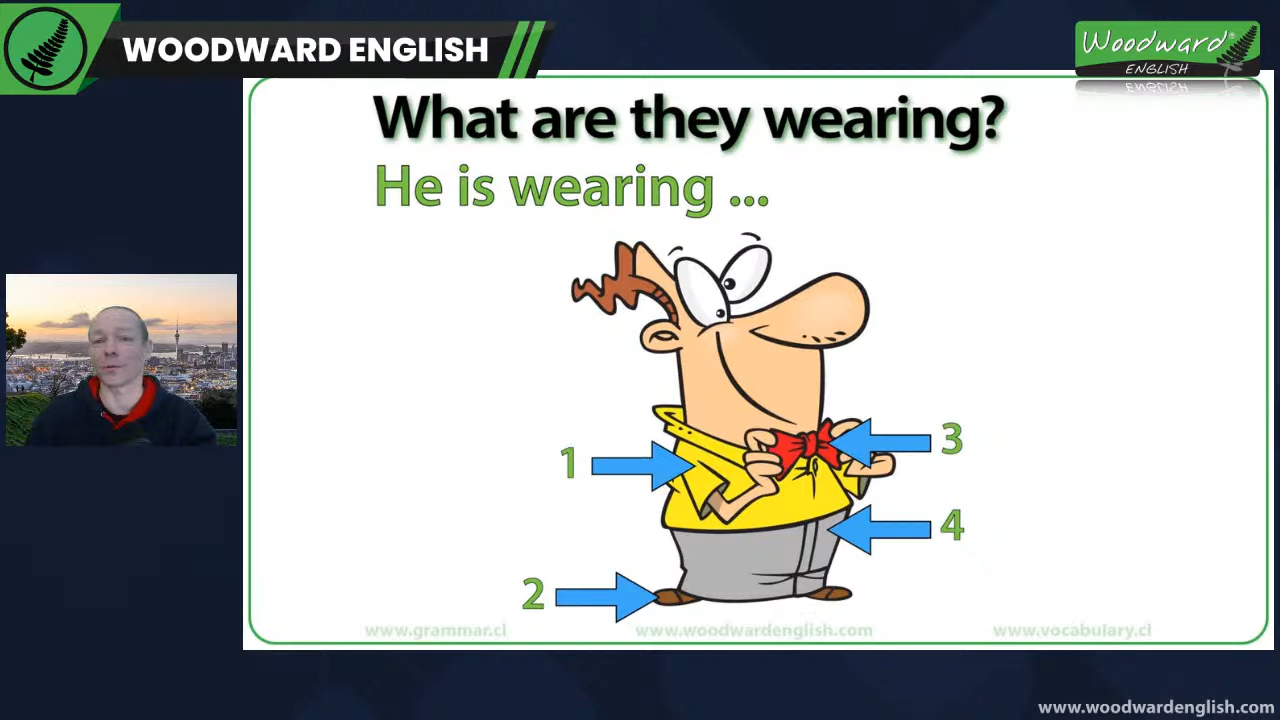 WOODWARD ENGLISH
Woodward®
ENGLISH
What are they wearing?
He is wearing ...
1
3
4
2
www.grammar.cl
www.woodwardenglish.com
www.vocabulary.cl
www.woodwardenglish.com